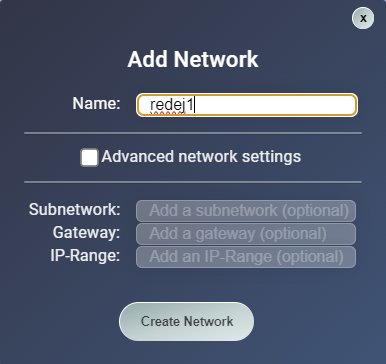 x
Add Network
Name: redej1
Advanced network settings
Subnetwork: Add a subnetwork (optional)
Gateway: Add a gateway (optional)
IP-Range: Add an IP-Range (optional)
Create Network